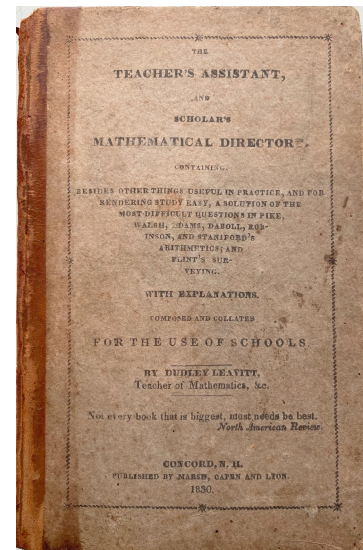 THE
TEACHER'S ASSISTANT,
AND
SCHOLAR'S
MATHEMATICAL DIRECTORY.
CONTAINING,
BESIDES OTHER THINGS USEFUL IN PRACTICE, AND FOR
RENDERING STUDY EASY, A SOLUTION OF THE
MOST DIFFICULT QUESTIONS IN PIKE,
WALSH, ADAMS, DABOLL, ROB-
INSON, AND STANIFORD'S
ARITHMETICS; AND
FLINT'S SUR-
VEYING.
WITH EXPLANATIONS.
COMPOSED AND COLLATED
FOR THE USE OF SCHOOLS
BY DUDLEY LEAVITT,
Teacher of Mathematics, &c.
Not every book that is biggest, must needs be best.
North American Review.
CONCORD, N. H.
PUBLISHED BY MARSH, CAPEN AND LYON.
1830.